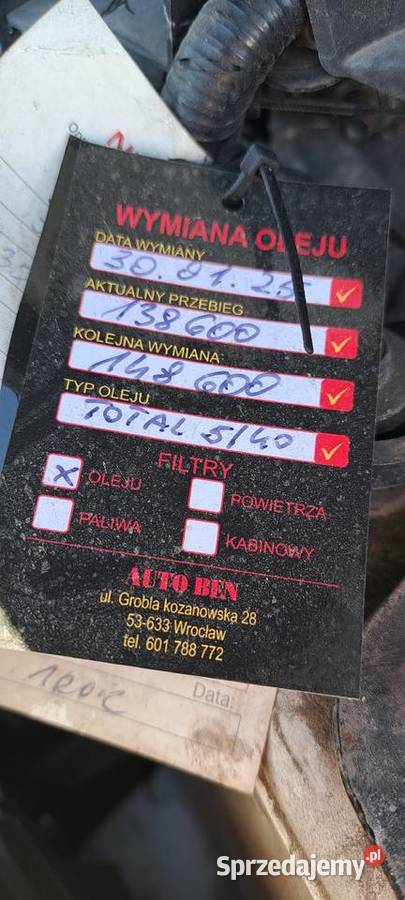 WYMIANA OLEJU
DATA WYMIANY
30.01.25
AKTUALNY PRZEBIEG
138600
KOLEJNA WYMIANA:
148 600
TYP OLEJU
TOTAL 5/40
FILTRY
X OLEJU
POWIETRZA
PALIWA
KABINOWY
AUTO BEN
ul. Grobla kozanowska 28
53-633 Wrocław
tel. 601 788 772
Data:
Sprzedajemy.pl